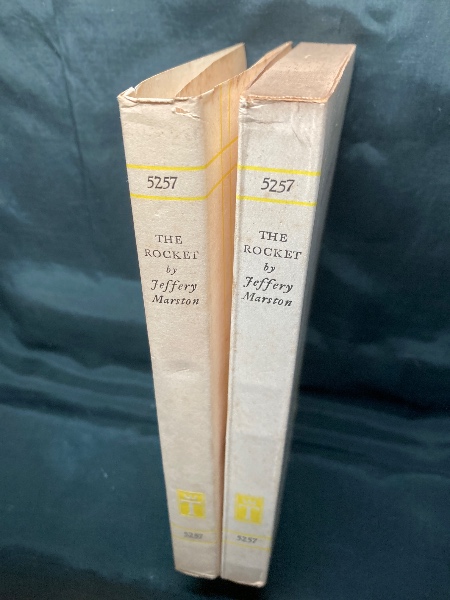 5257
THE
ROCKET
by
Jeffery
Marston
5257
5257
THE
ROCKET
by
Jeffery
Marston
5257